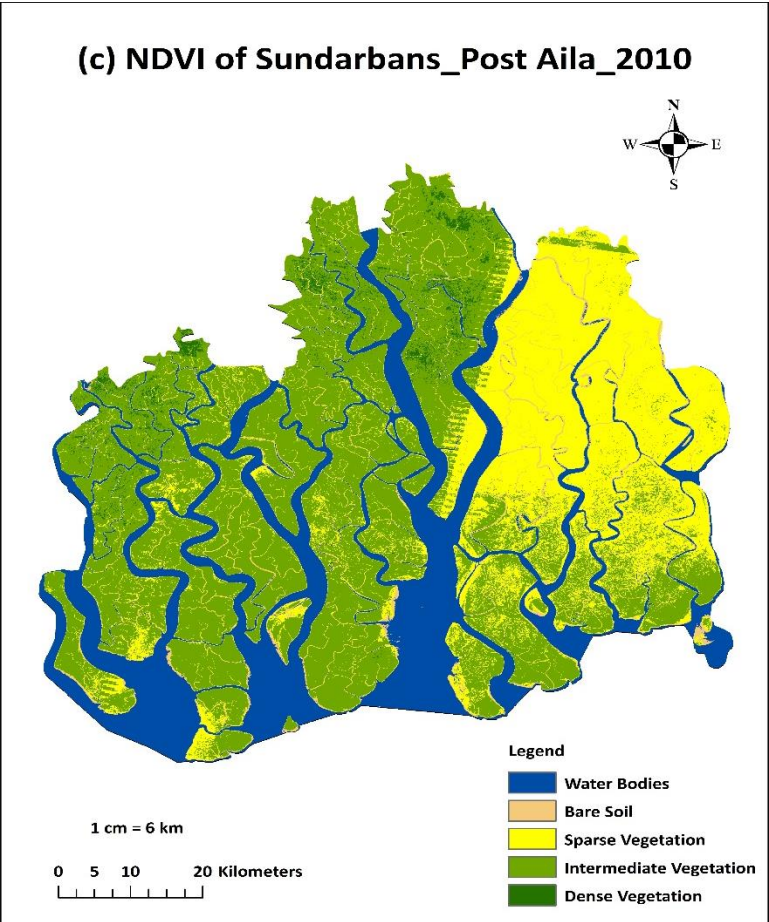 (c) NDVI of Sundarbans_Post Aila_2010
N
W E
S
Legend
Water Bodies
Bare Soil
Sparse Vegetation
Intermediate Vegetation
Dense Vegetation
1 cm = 6 km
0 5 10 20 Kilometers